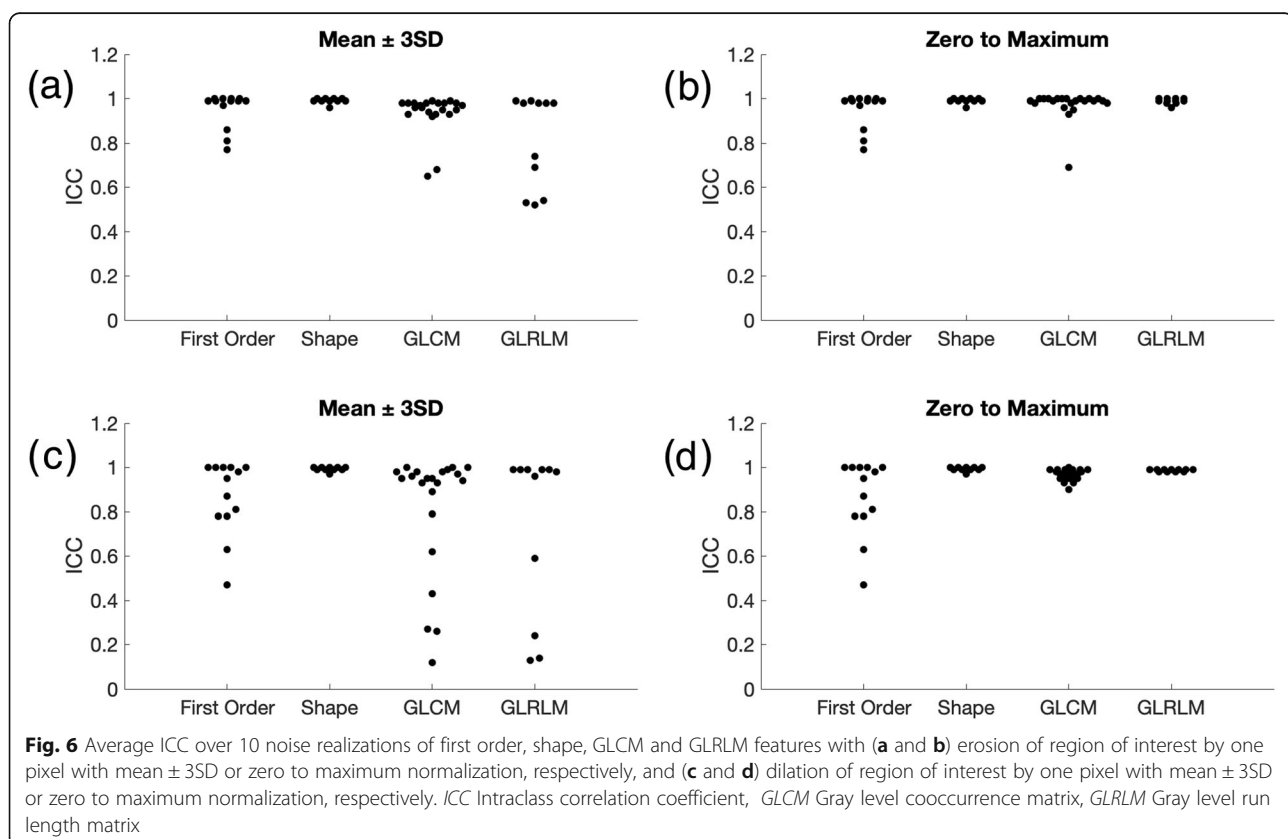 Mean ± 3SD
(a)
1.2
1
0.8
0.6
0.4
0.2
0
ICC
First Order Shape GLCM GLRLM
Zero to Maximum
(b)
1.2
1
0.8
0.6
0.4
0.2
0
ICC
First Order Shape GLCM GLRLM
Mean ± 3SD
(c)
1.2
1
0.8
0.6
0.4
0.2
0
ICC
First Order Shape GLCM GLRLM
Zero to Maximum
(d)
1.2
1
0.8
0.6
0.4
0.2
0
ICC
First Order Shape GLCM GLRLM
Fig. 6 Average ICC over 10 noise realizations of first order, shape, GLCM and GLRLM features with (a and b) erosion of region of interest by one
pixel with mean ± 3SD or zero to maximum normalization, respectively, and (c and d) dilation of region of interest by one pixel with mean ± 3SD
or zero to maximum normalization, respectively. ICC Intraclass correlation coefficient, GLCM Gray level cooccurrence matrix, GLRLM Gray level run
length matrix